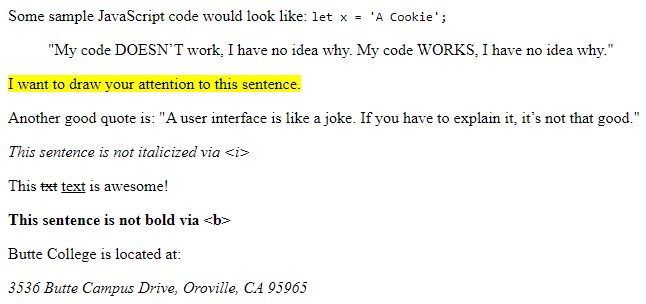 Some sample JavaScript code would look like: let x = 'A Cookie';
"My code DOESN’T work, I have no idea why. My code WORKS, I have no idea why."
I want to draw your attention to this sentence.
Another good quote is: "A user interface is like a joke. If you have to explain it, it’s not that good."
This sentence is not italicized via <i>
This txt text is awesome!
This sentence is not bold via <b>
Butte College is located at:
3536 Butte Campus Drive, Oroville, CA 95965